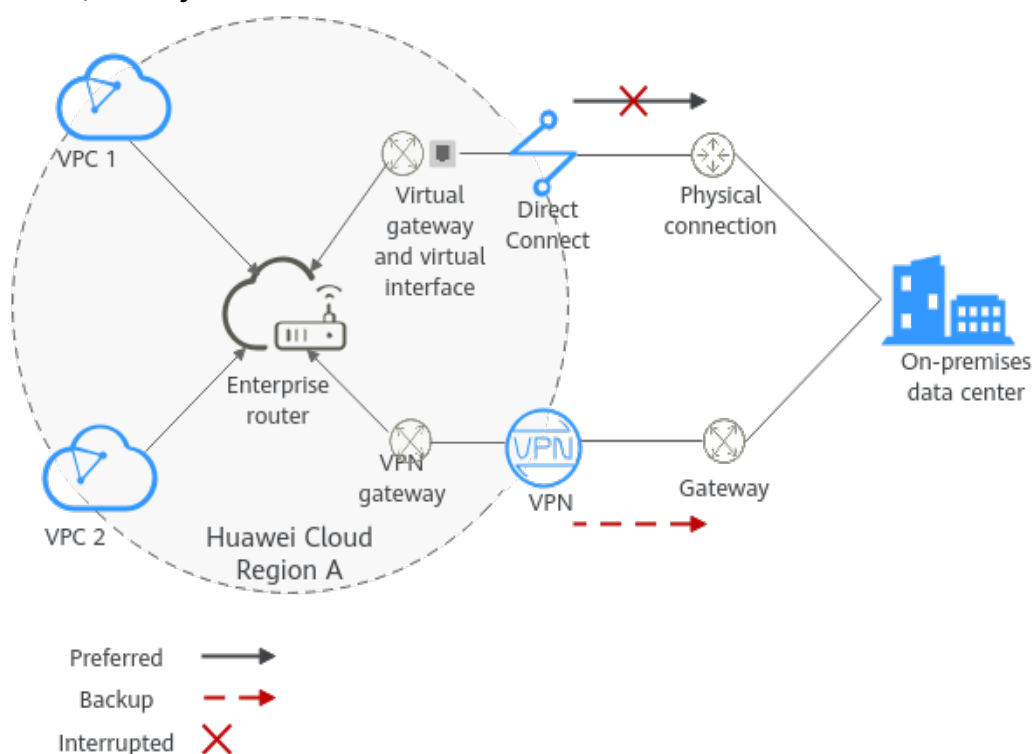 VPC 1
Virtual
gateway
and virtual
interface
Direct
Connect
Physical
connection
On-premises
data center
Enterprise
router
VPN
gateway
VPN
VPN
Gateway
VPC 2
Huawei Cloud
Region A
Preferred
Backup
Interrupted